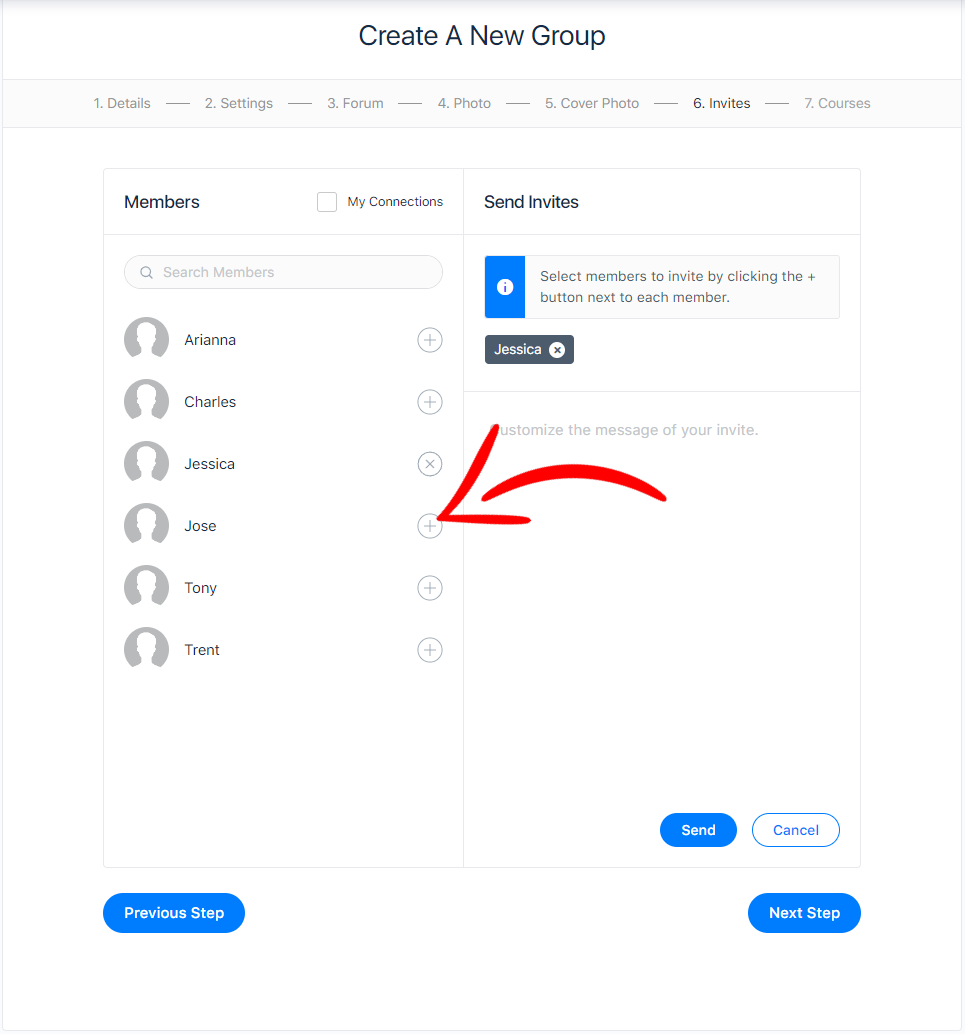 Create A New Group
1. Details 2. Settings 3. Forum 4. Photo 5. Cover Photo 6. Invites 7. Courses
Members
My Connections
Search Members
Arianna
Charles
Jessica
Jose
Tony
Trent
Send Invites
Select members to invite by clicking the +
button next to each member.
Jessica
ustomize the message of your invite.
Send
Cancel
Previous Step
Next Step